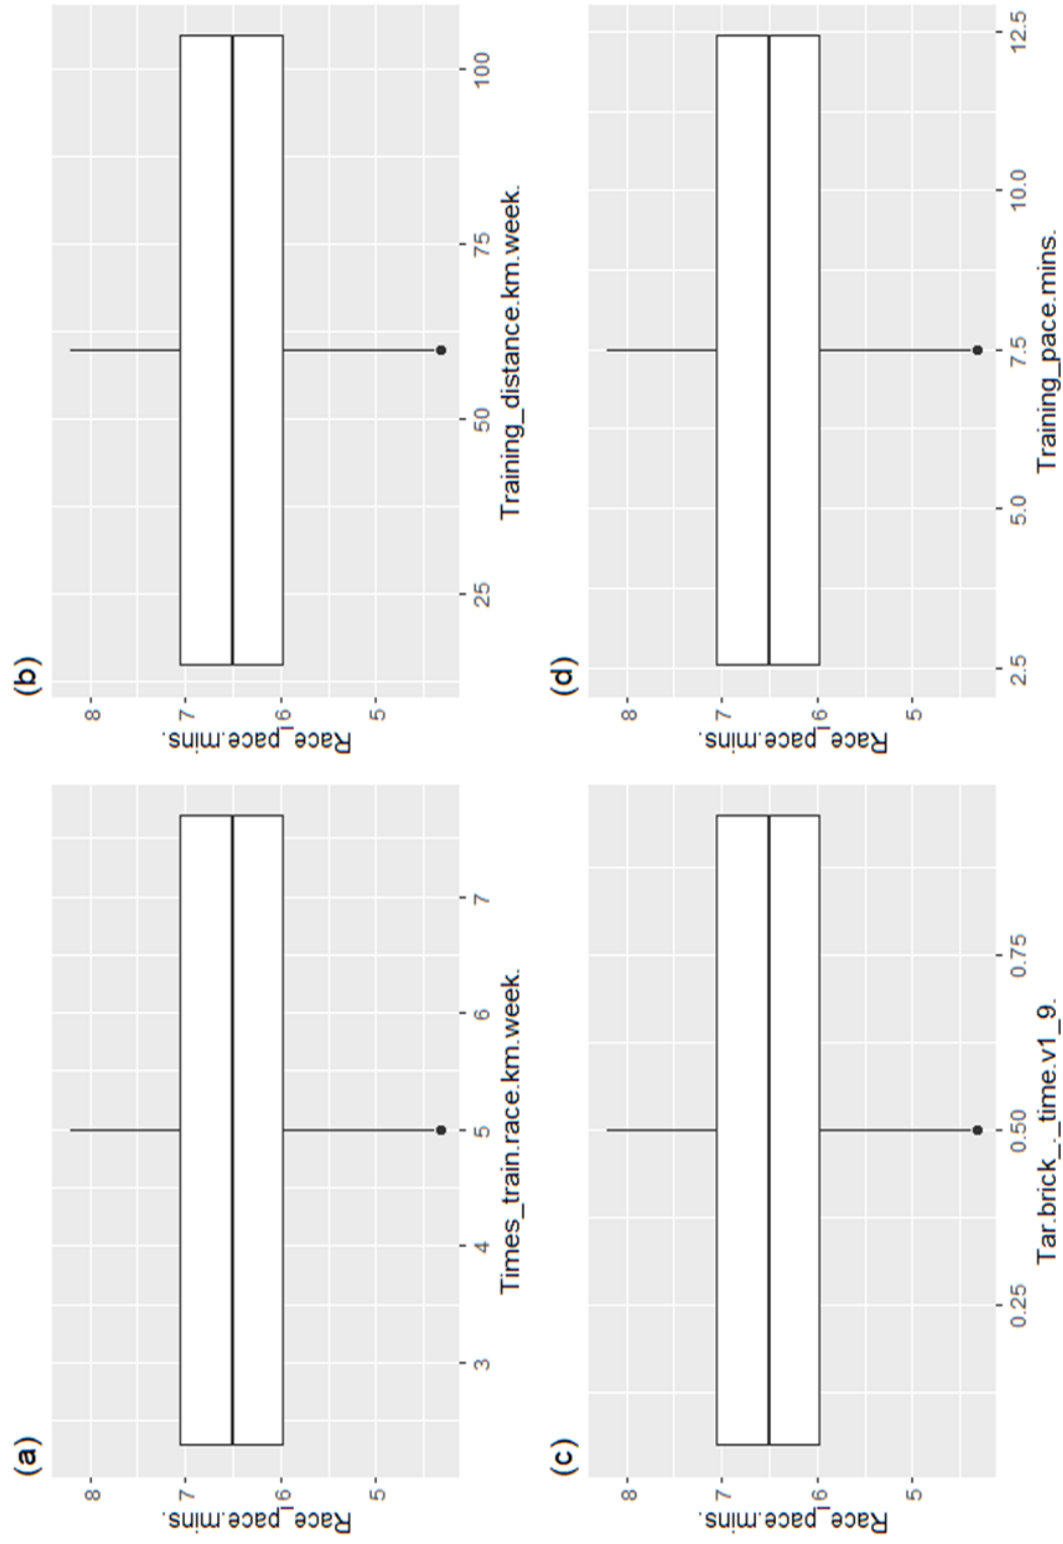 (a)
Race_pace.mins.
8
7
6
5
3
4
5
6
7
Times_train.race.km.week.
(b)
Race_pace.mins.
8
7
6
5
25
50
75
100
Training_distance.km.week.
(c)
Race_pace.mins.
8
7
6
5
0.25
0.50
0.75
Tar.brick_._time.v1_9.
(d)
Race_pace.mins.
8
7
6
5
2.5
5.0
7.5
10.0
12.5
Training_pace.mins.